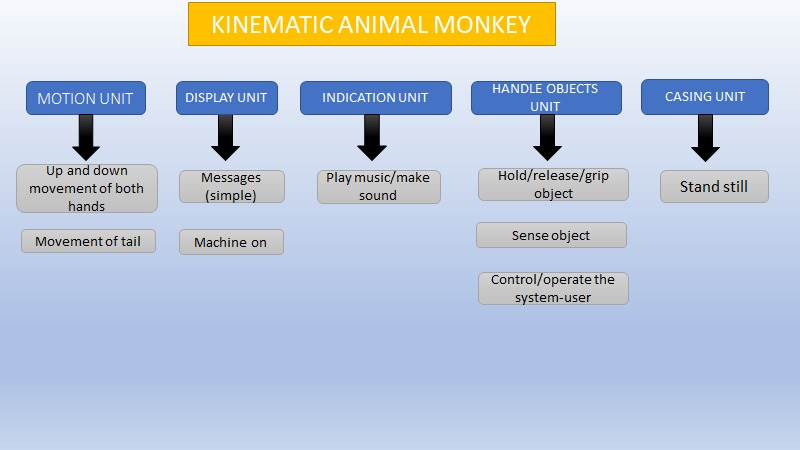 KINEMATIC ANIMAL MONKEY
MOTION UNIT
Up and down
movement of both
hands
Movement of tail
DISPLAY UNIT
Messages
(simple)
Machine on
INDICATION UNIT
Play music/make
sound
HANDLE OBJECTS
UNIT
Hold/release/grip
object
Sense object
Control/operate the
system-user
CASING UNIT
Stand still